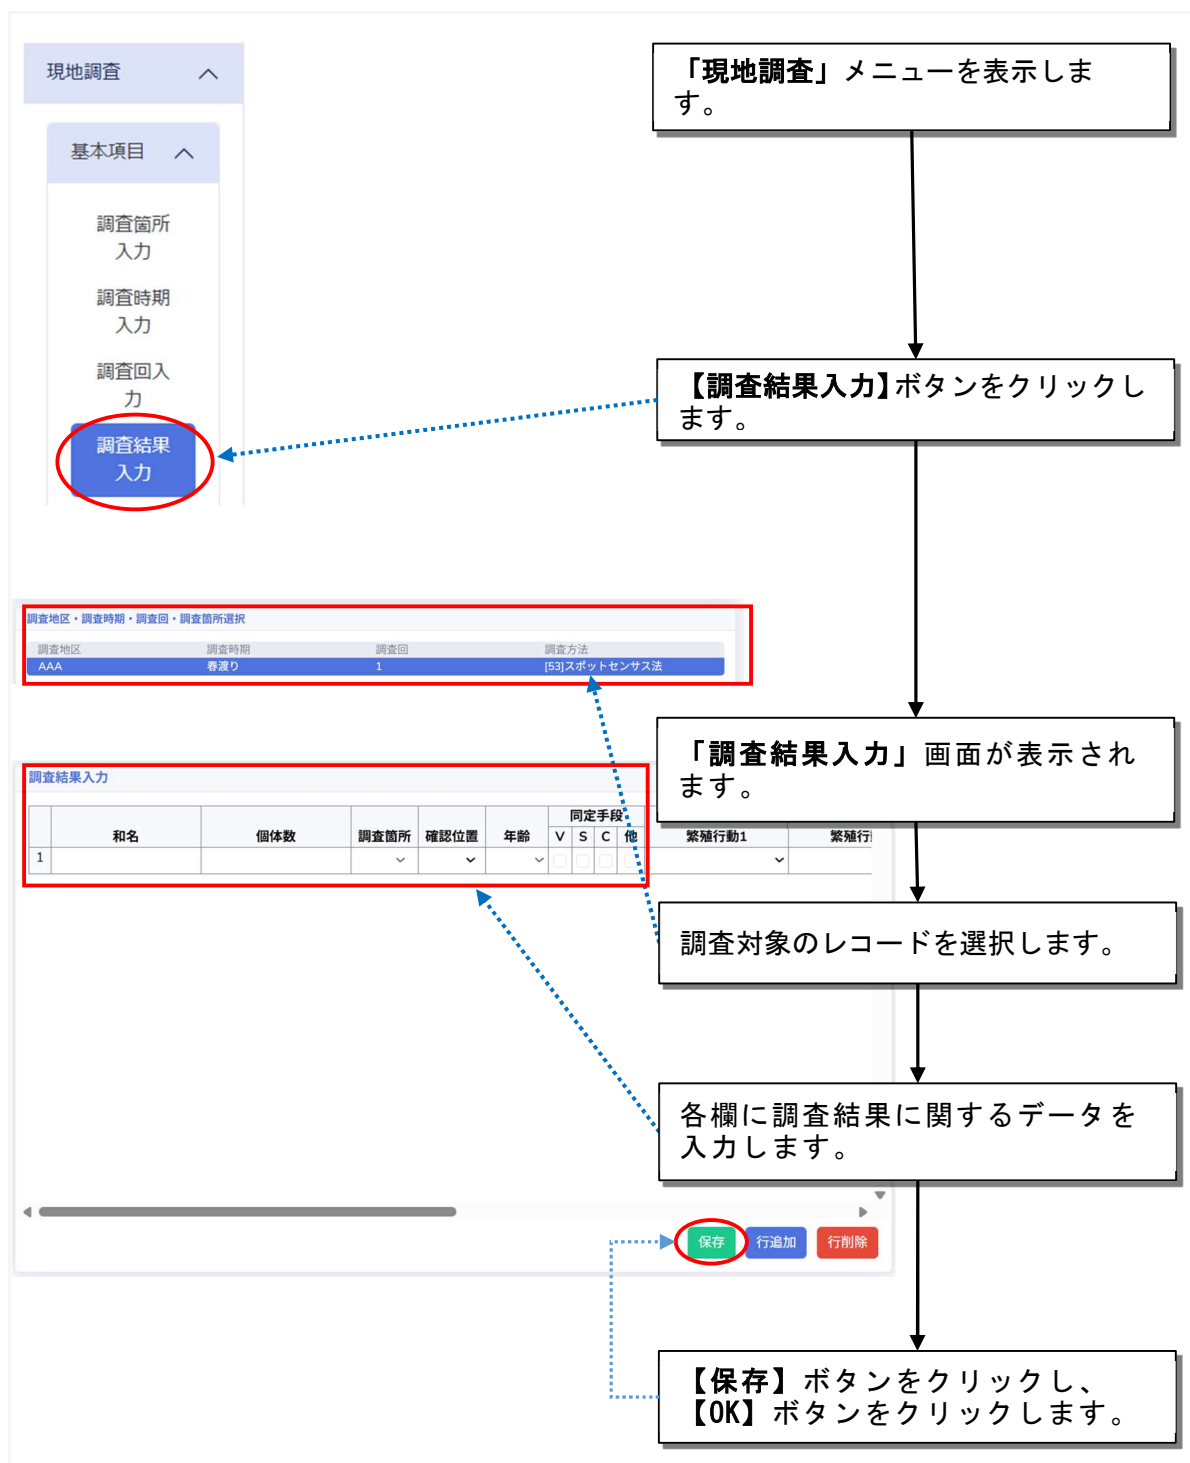 現地調査
基本項目
調査箇所
入力
調査時期
入力
調査回入
力
調査結果
入力
「現地調査」メニューを表示しま
す。
【調査結果入力】ボタンをクリックし
ます。
調査地区・調査時期・調査回・調査箇所選択
調査地区 調査時期 調査回 調査方法
AAA 春渡り 1 [53]スポットセンサス法
「調査結果入力」画面が表示され
ます。
調査結果入力
和名 個体数 調査箇所 確認位置 年齢 同定手段 繁殖行動1 繁殖行
V S C 他
1
調査対象のレコードを選択します。
各欄に調査結果に関するデータを
入力します。
保存 行追加 行削除
【保存】ボタンをクリックし、
【OK】ボタンをクリックします。